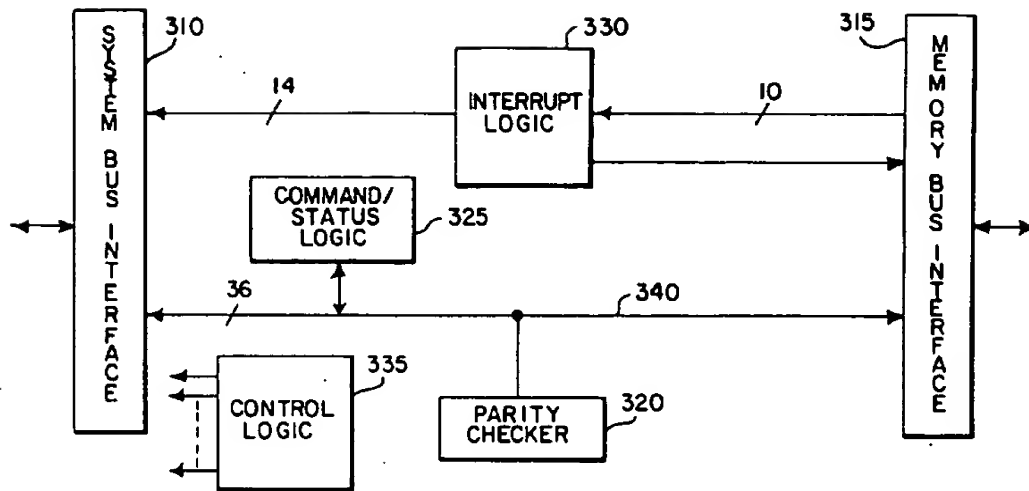 310
330
315
SYSTEM BUS INTERFACE
14
INTERRUPT
LOGIC
10
MEMORY BUS INTERFACE
COMMAND/
STATUS
LOGIC
325
36
340
335
CONTROL
LOGIC
PARITY
CHECKER
320